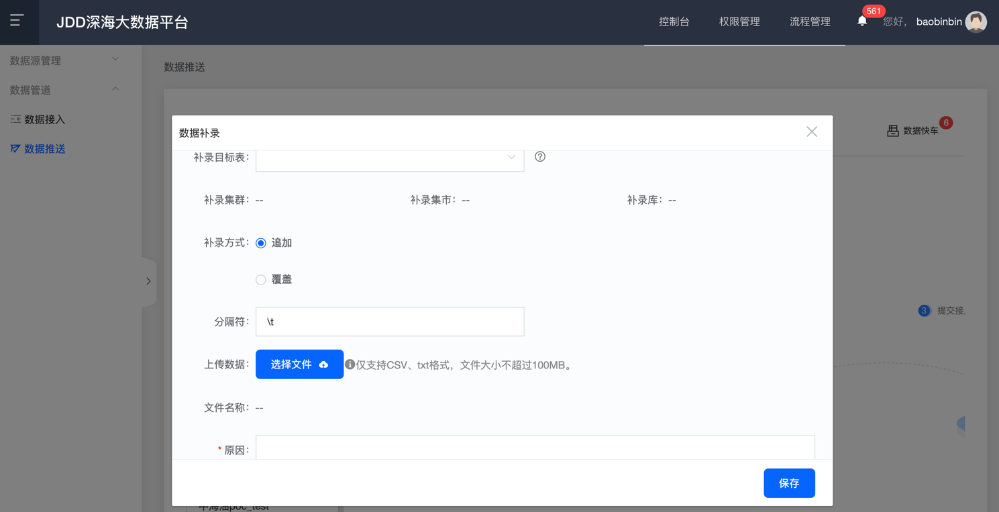 JDD深海大数据平台
控制台
权限管理
流程管理
561
您好，
baobinbin
数据源管理
数据管道
数据接入
数据推送
数据推送
数据快车
6
数据补录
补录目标表：
补录集群：--
补录集市：--
补录库：--
补录方式：
追加
覆盖
分隔符：
\t
上传数据：
选择文件
仅支持CSV、txt格式，文件大小不超过100MB。
文件名称：--
* 原因：
保存
3
提交接
中海油poc_test